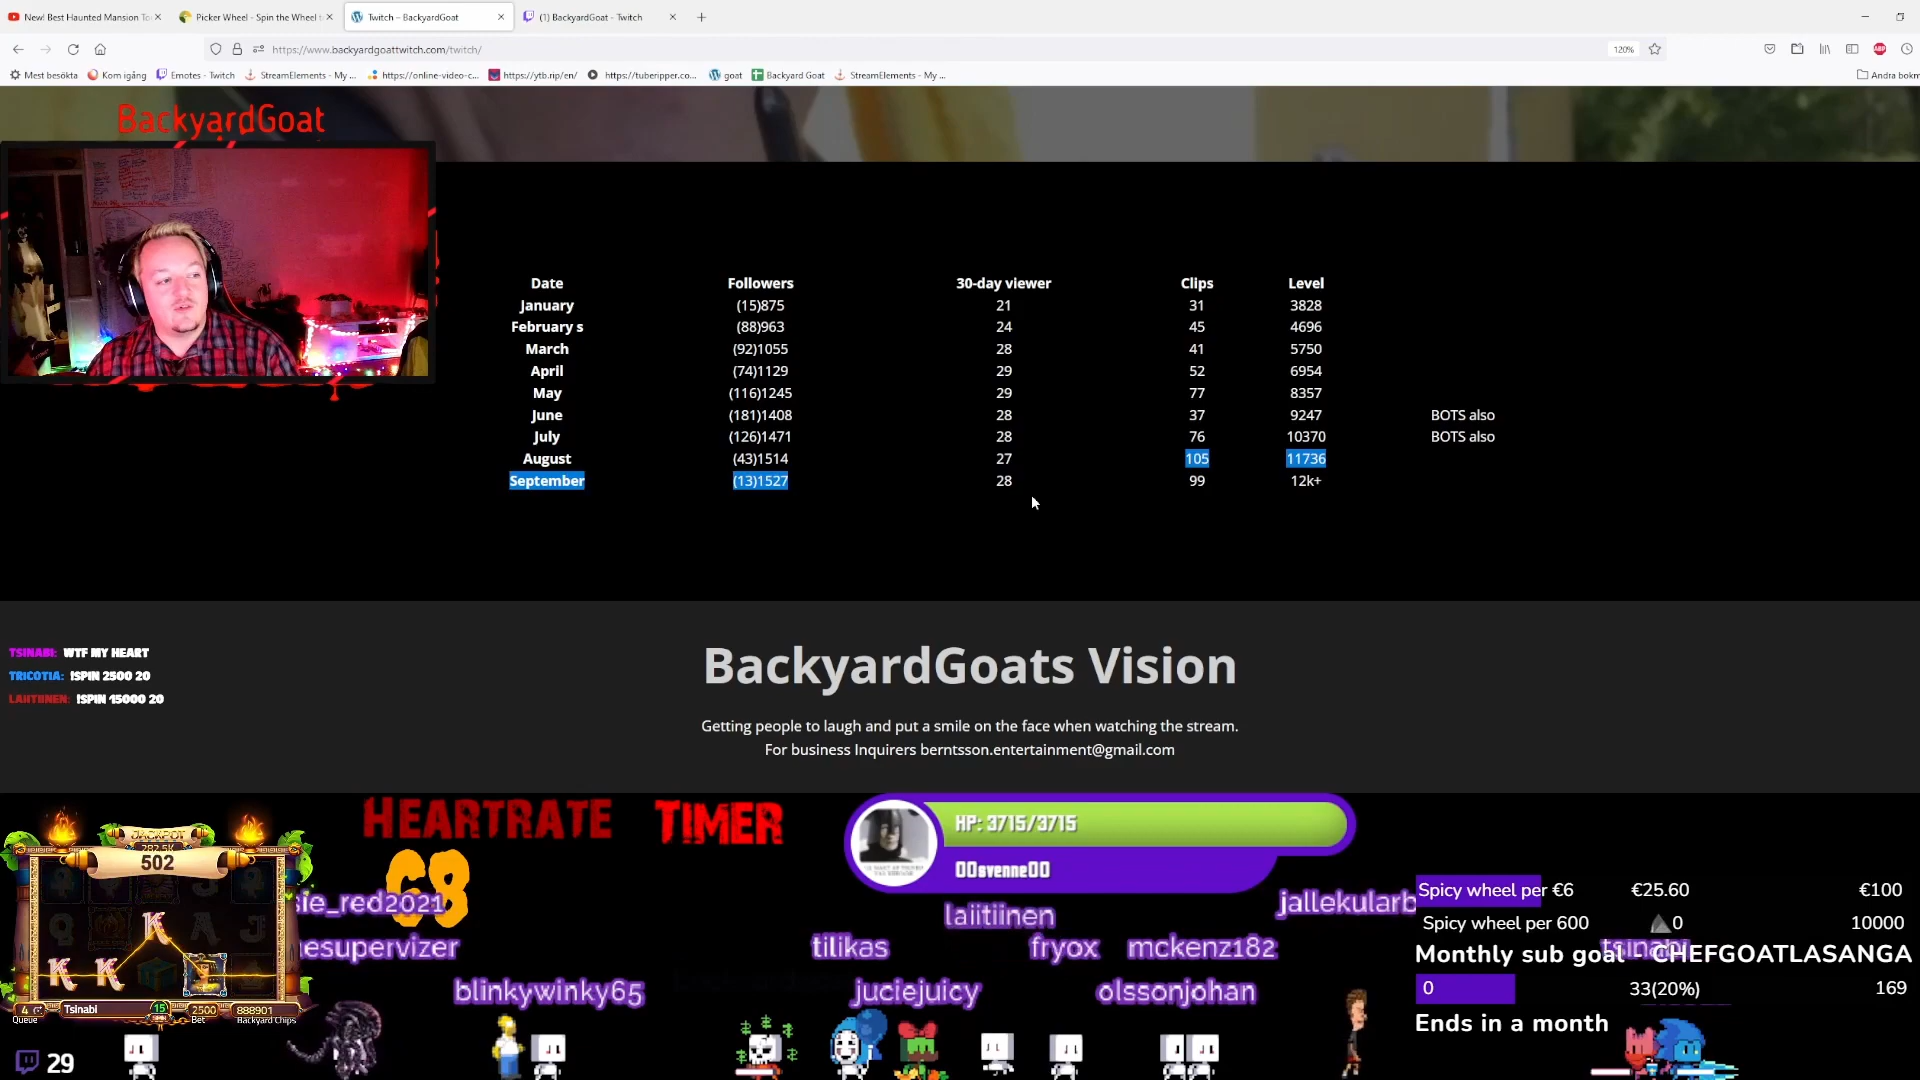 New! Best Haunted Mansion To
Picker Wheel - Spin the Wheel t
Twitch – BackyardGoat
(1) BackyardGoat - Twitch
https://www.backyardgoattwitch.com/twitch/
120%
Mest besökta
Kom igång
Emotes - Twitch
StreamElements - My ...
https://online-video-c...
https://ytb.rip/en/
https://tuberipper.co...
goat
Backyard Goat
StreamElements - My ...
Andra bokm
ABP
BackyardGoat
Date Followers 30-day viewer Clips Level
January (15)875 21 31 3828
February s (88)963 24 45 4696
March (92)1055 28 41 5750
April (74)1129 29 52 6954
May (116)1245 29 77 8357
June (181)1408 28 37 9247 BOTS also
July (126)1471 28 76 10370 BOTS also
August (43)1514 27 105 11736
September (13)1527 28 99 12k+
BackyardGoats Vision
Getting people to laugh and put a smile on the face when watching the stream.
For business Inquirers berntsson.entertainment@gmail.com
TSINABI: WTF MY HEART
TRICOTIA: !SPIN 2500 20
LAIITIINEN: !SPIN 15000 20
HEARTRATE TIMER
68
HP: 3715/3715
00svenne00
JACKPOT
282.5K
502
K
K K
Q
A
J
4 Tsinabi 15 2500 888901
Queue Bet Backyard Chips
29
sie_red2021
esupervizer
blinkywinky65
laiitiinen
tilikas
fryox
mckenz182
juciejuicy
olssonjohan
jallekularb
tsinabi
Spicy wheel per €6 €25.60 €100
Spicy wheel per 600 0 10000
Monthly sub goal - CHEFGOATLASANGA
0 33(20%) 169
Ends in a month